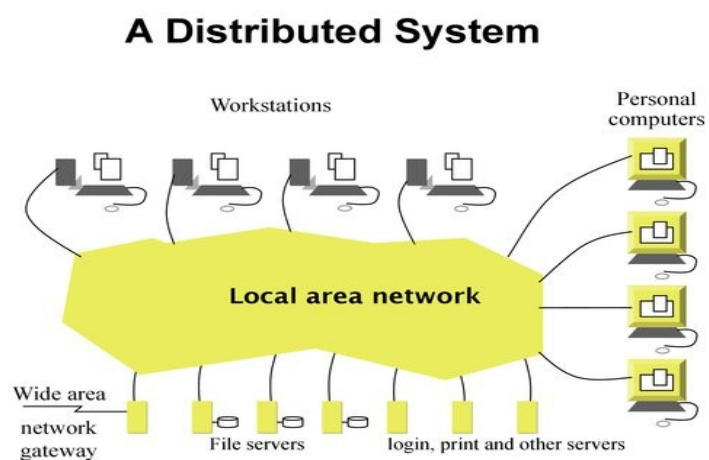 A Distributed System
Workstations
Personal
computers
Local area network
Wide area
network
gateway
File servers
login, print and other servers